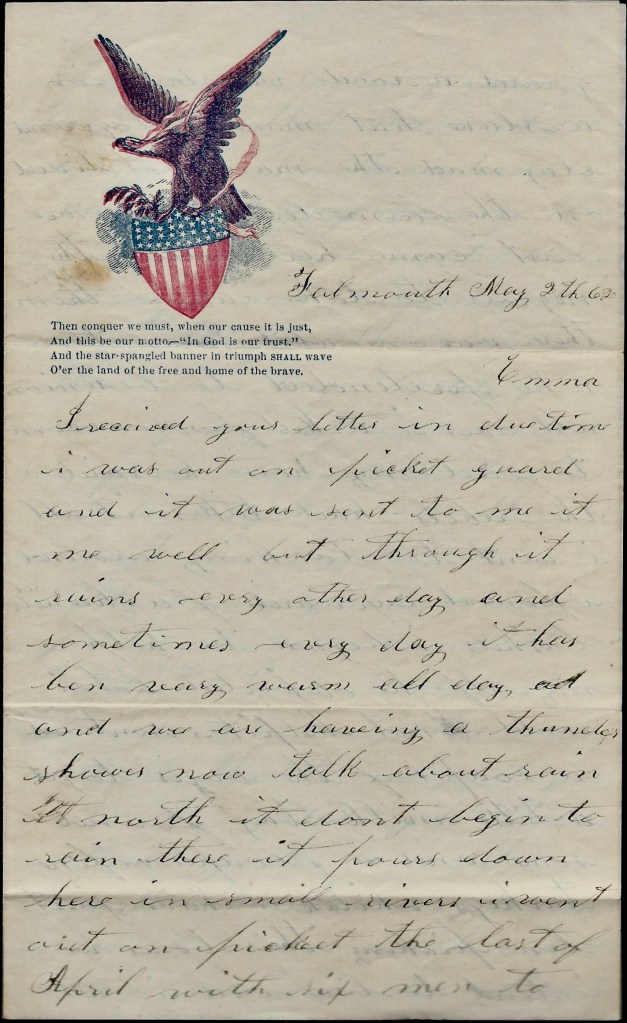 Falmouth May 9th 62
Then conquer we must, when our cause it is just,
And this be our motto,—"In God is our trust."
And the star-spangled banner in triumph SHALL wave
O'er the land of the free and home of the brave.
Emma
I received your letter in due time
i was out on picket guard
and it was sent to me it
me well but through it
rains every other day and
sometimes evry day it has
ben vary warm all day,
and we are haveing a thunder
shower now talk about rain
At north it dont begin to
rain there it pours down
here in small rivers i went
out on picket the last of
April with six men to